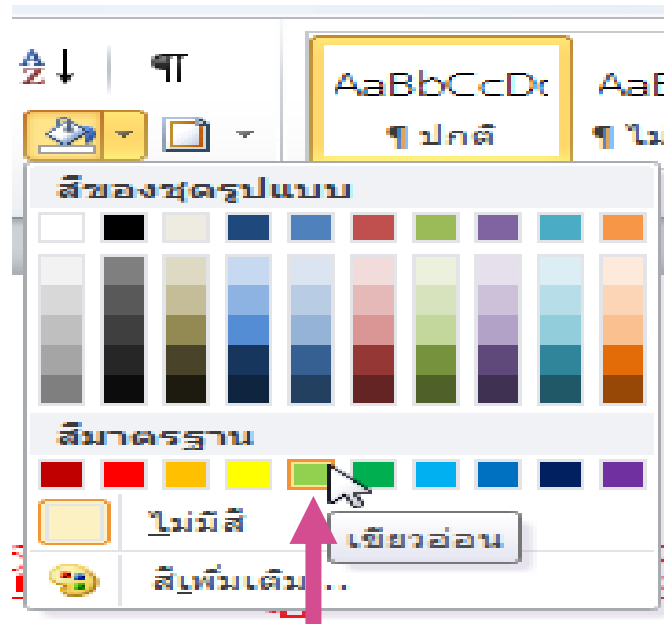 AaBbCcDc AaB
¶ ปกติ ¶ ไม
สีของชุดรูปแบบ
สีมาตรฐาน
ไม่มีสี
เขียวอ่อน
สีเพิ่มเติม...